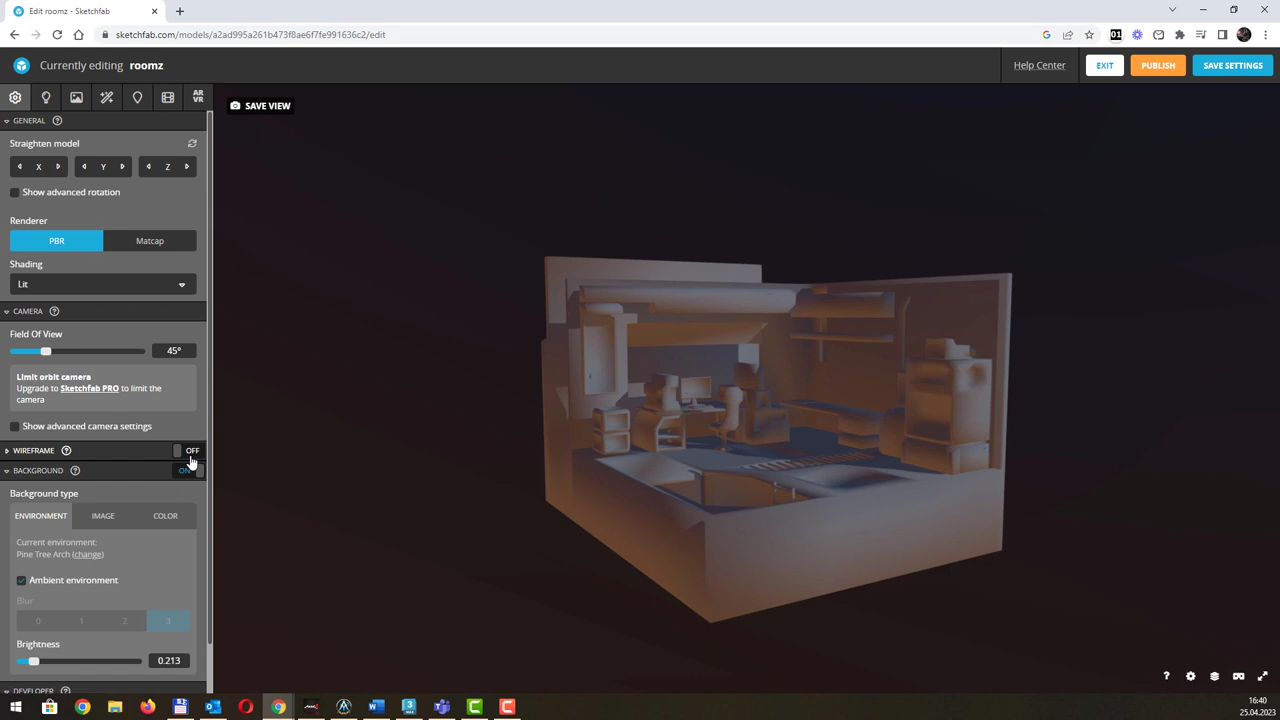 Edit roomz - Sketchfab
sketchfab.com/models/a2ad995a261b473f8ae6f7fe991636c2/edit
Currently editing roomz
Help Center
EXIT
PUBLISH
SAVE SETTINGS
AR
VR
SAVE VIEW
GENERAL
Straighten model
X
Y
Z
Show advanced rotation
Renderer
PBR
Matcap
Shading
Lit
CAMERA
Field Of View
45°
Limit orbit camera
Upgrade to Sketchfab PRO to limit the
camera
Show advanced camera settings
WIREFRAME
OFF
BACKGROUND
ON
Background type
ENVIRONMENT
IMAGE
COLOR
Current environment:
Pine Tree Arch (change)
Ambient environment
Blur
0
1
2
3
Brightness
0.213
DEVELOPER
16:40
25.04.2023